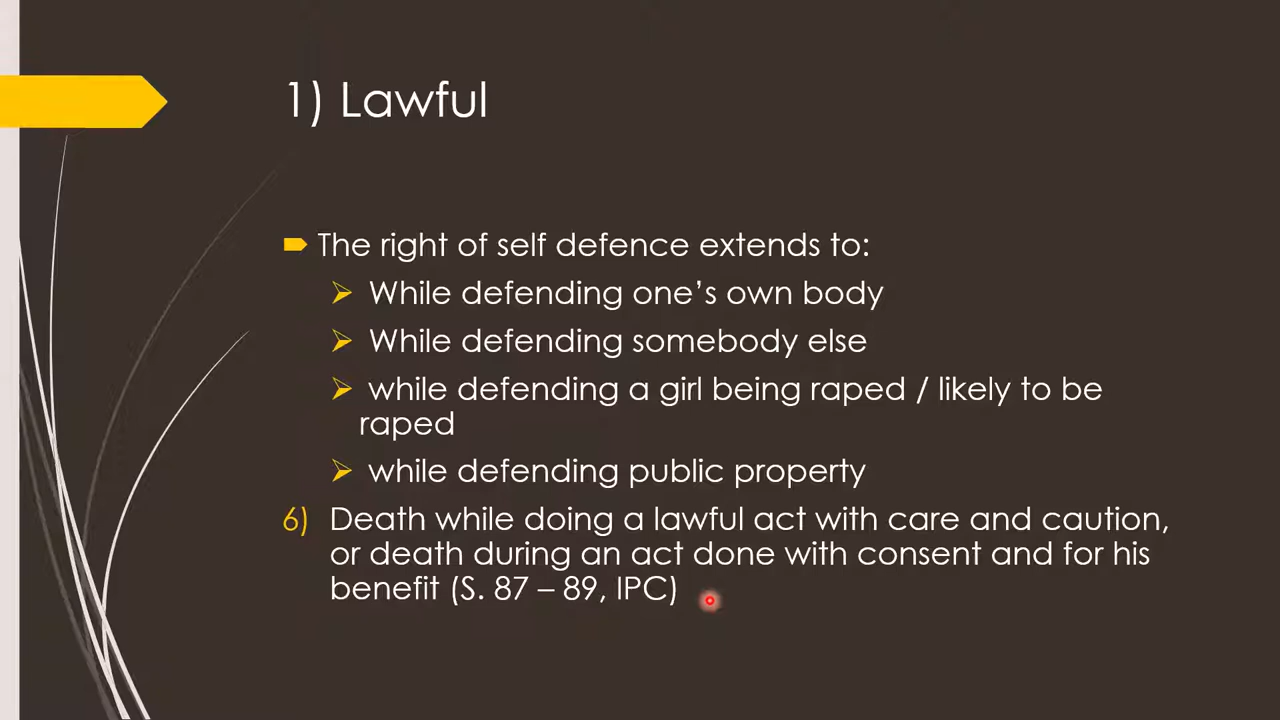 1) Lawful
The right of self defence extends to:
While defending one's own body
While defending somebody else
while defending a girl being raped / likely to be
raped
while defending public property
6) Death while doing a lawful act with care and caution,
or death during an act done with consent and for his
benefit (S. 87 – 89, IPC)